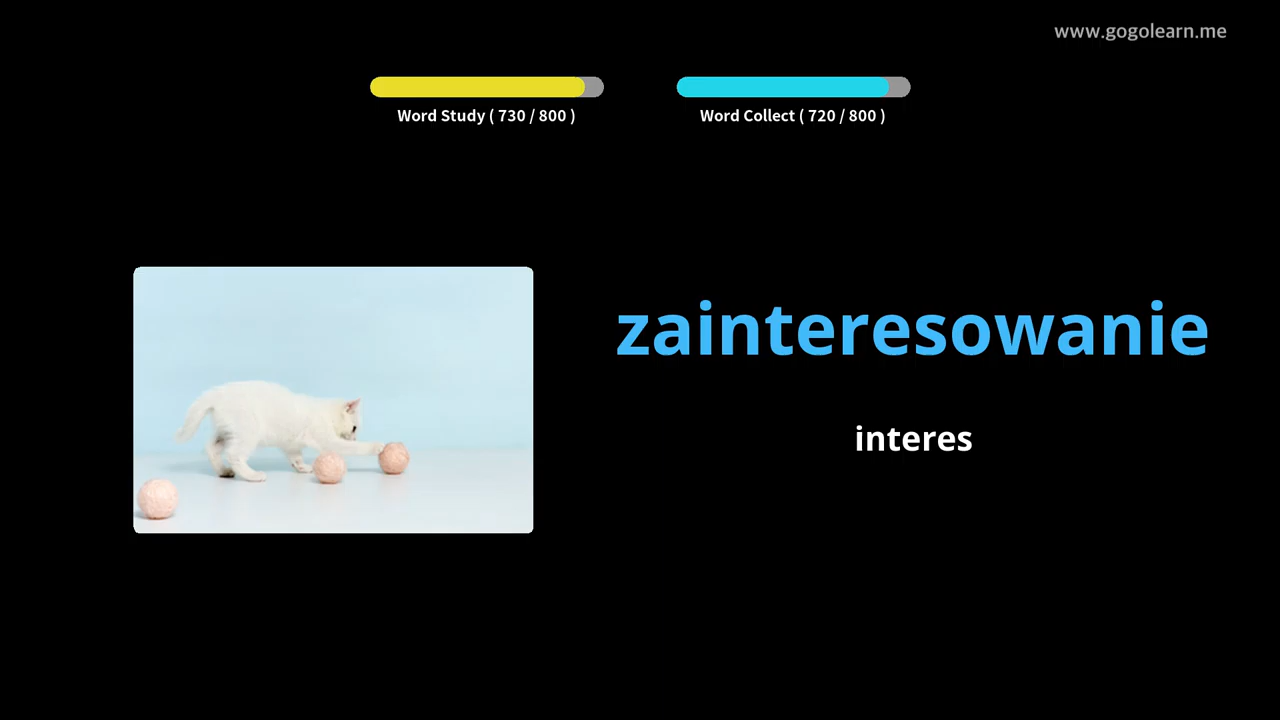 www.gogolearn.me
Word Study ( 730 / 800 )
Word Collect ( 720 / 800 )
zainteresowanie
interes